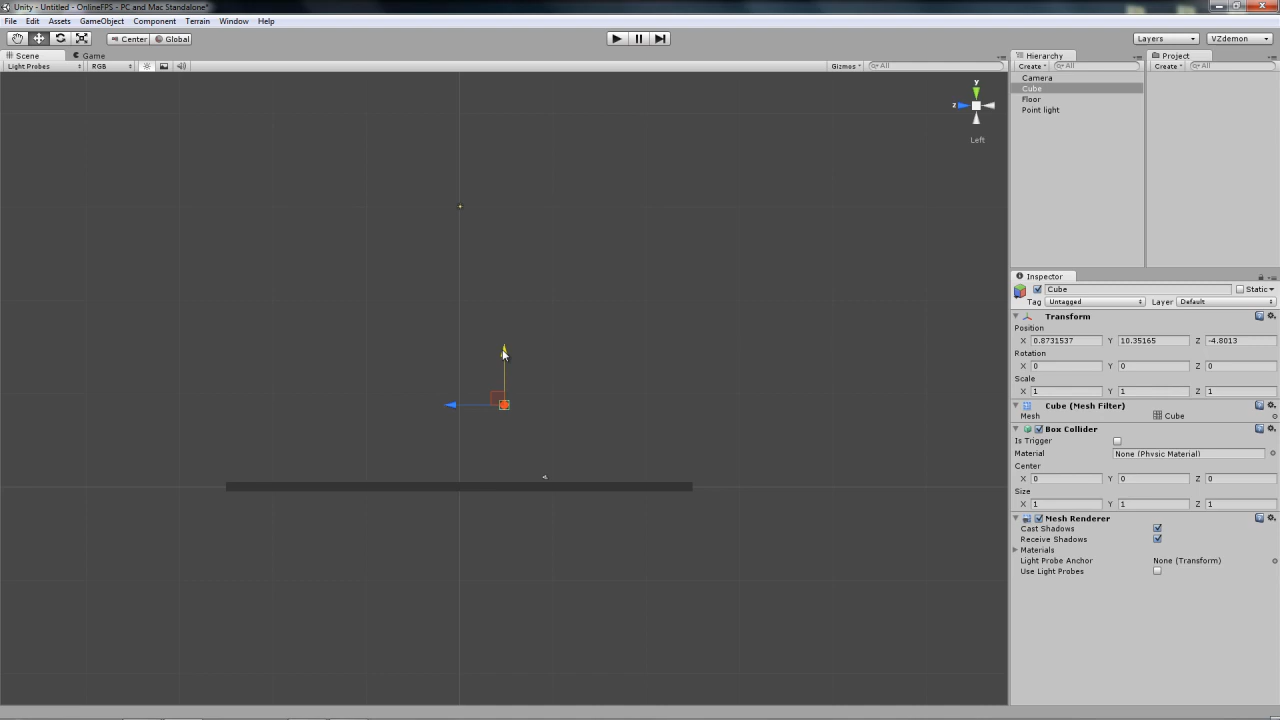 Unity - Untitled - OnlineFPS - PC and Mac Standalone*
File Edit Assets GameObject Component Terrain Window Help
Center Global Layers VZdemon
Scene Game Hierarchy Project
Light Probes RGB Gizmos All Create All Create All
Camera
Cube
Floor
Point light
y
z
Left
Inspector
Cube Static
Tag Untagged Layer Default
Transform
Position
X 0.8731537 Y 10.35165 Z -4.8013
Rotation
X 0 Y 0 Z 0
Scale
X 1 Y 1 Z 1
Cube (Mesh Filter)
Mesh Cube
Box Collider
Is Trigger
Material None (Physic Material)
Center
X 0 Y 0 Z 0
Size
X 1 Y 1 Z 1
Mesh Renderer
Cast Shadows
Receive Shadows
Materials
Light Probe Anchor None (Transform)
Use Light Probes